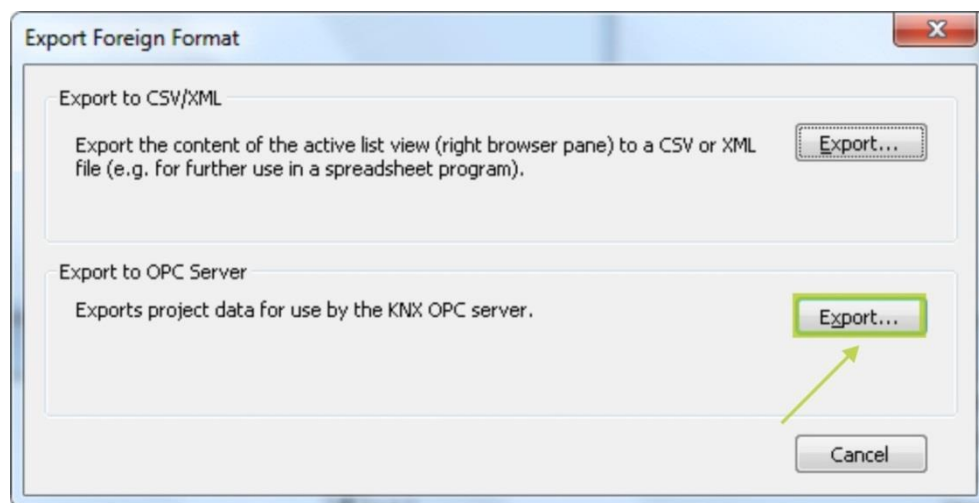 Export Foreign Format
Export to CSV/XML
Export the content of the active list view (right browser pane) to a CSV or XML
file (e.g. for further use in a spreadsheet program).
Export...
Export to OPC Server
Exports project data for use by the KNX OPC server.
Export...
Cancel